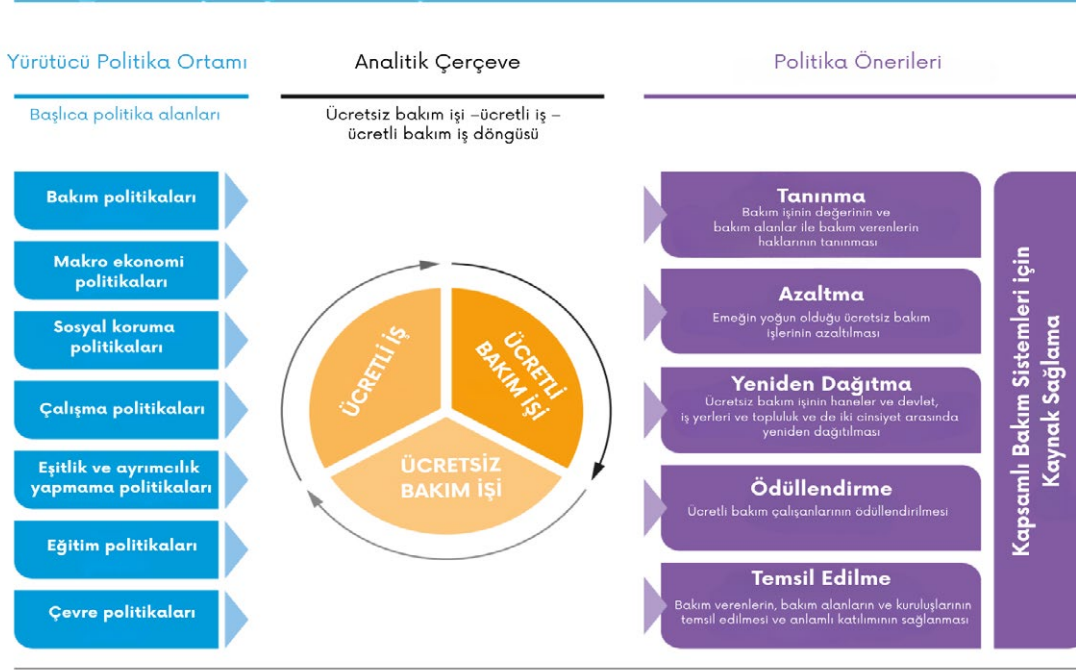 Yürütücü Politika Ortamı
Başlıca politika alanları
Bakım politikaları
Makro ekonomi
politikaları
Sosyal koruma
politikaları
Çalışma politikaları
Eşitlik ve ayrımcılık
yapmama politikaları
Eğitim politikaları
Çevre politikaları
Analitik Çerçeve
Ücretsiz bakım işi –ücretli iş –
ücretli bakım iş döngüsü
ÜCRETLİ İŞ
ÜCRETLİ
BAKIM İŞİ
ÜCRETSİZ
BAKIM İŞİ
Politika Önerileri
Tanınma
Bakım işinin değerinin ve
bakım alanlar ile bakım verenlerin
haklarının tanınması
Azaltma
Emeğin yoğun olduğu ücretsiz bakım
işlerinin azaltılması
Yeniden Dağıtma
Ücretsiz bakım işinin haneler ve devlet,
iş yerleri ve topluluk ve de iki cinsiyet arasında
yeniden dağıtılması
Ödüllendirme
Ücretli bakım çalışanlarının ödüllendirilmesi
Temsil Edilme
Bakım verenlerin, bakım alanların ve kuruluşlarının
temsil edilmesi ve anlamlı katılımının sağlanması
Kapsamlı Bakım Sistemleri için
Kaynak Sağlama